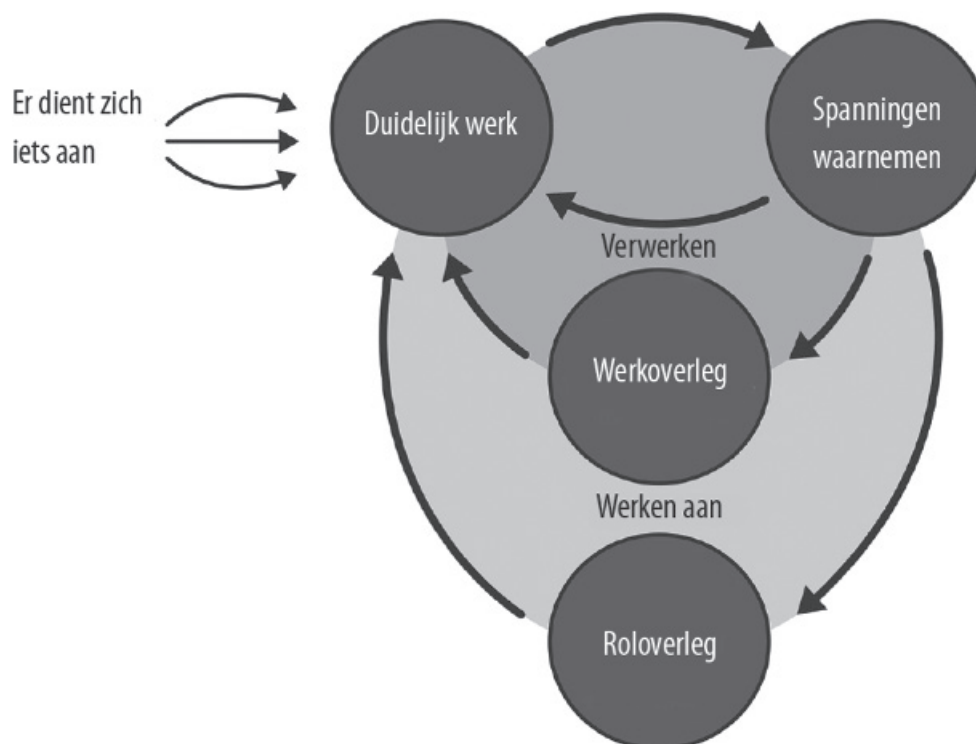 Er dient zich
iets aan
Duidelijk werk
Spanningen
waarnemen
Verwerken
Werkoverleg
Werken aan
Roloverleg